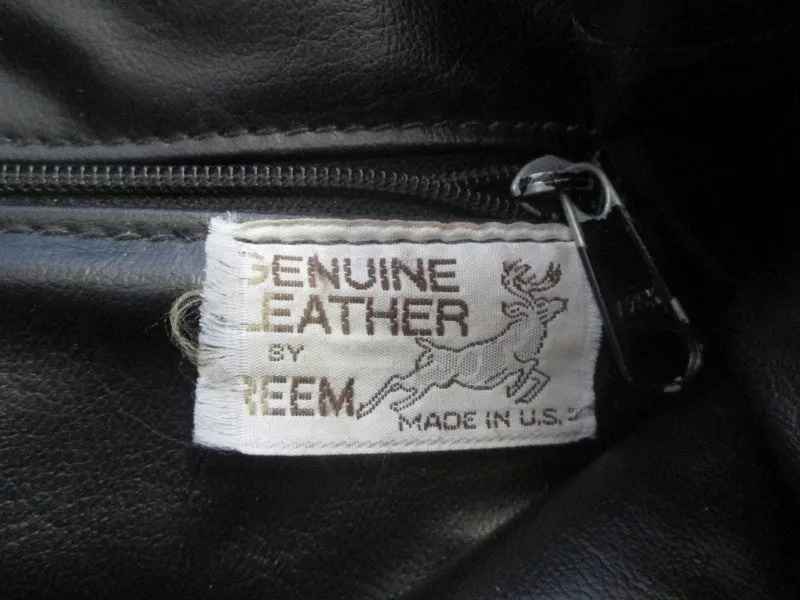 GENUINE
LEATHER
BY
REEM
MADE IN U.S.